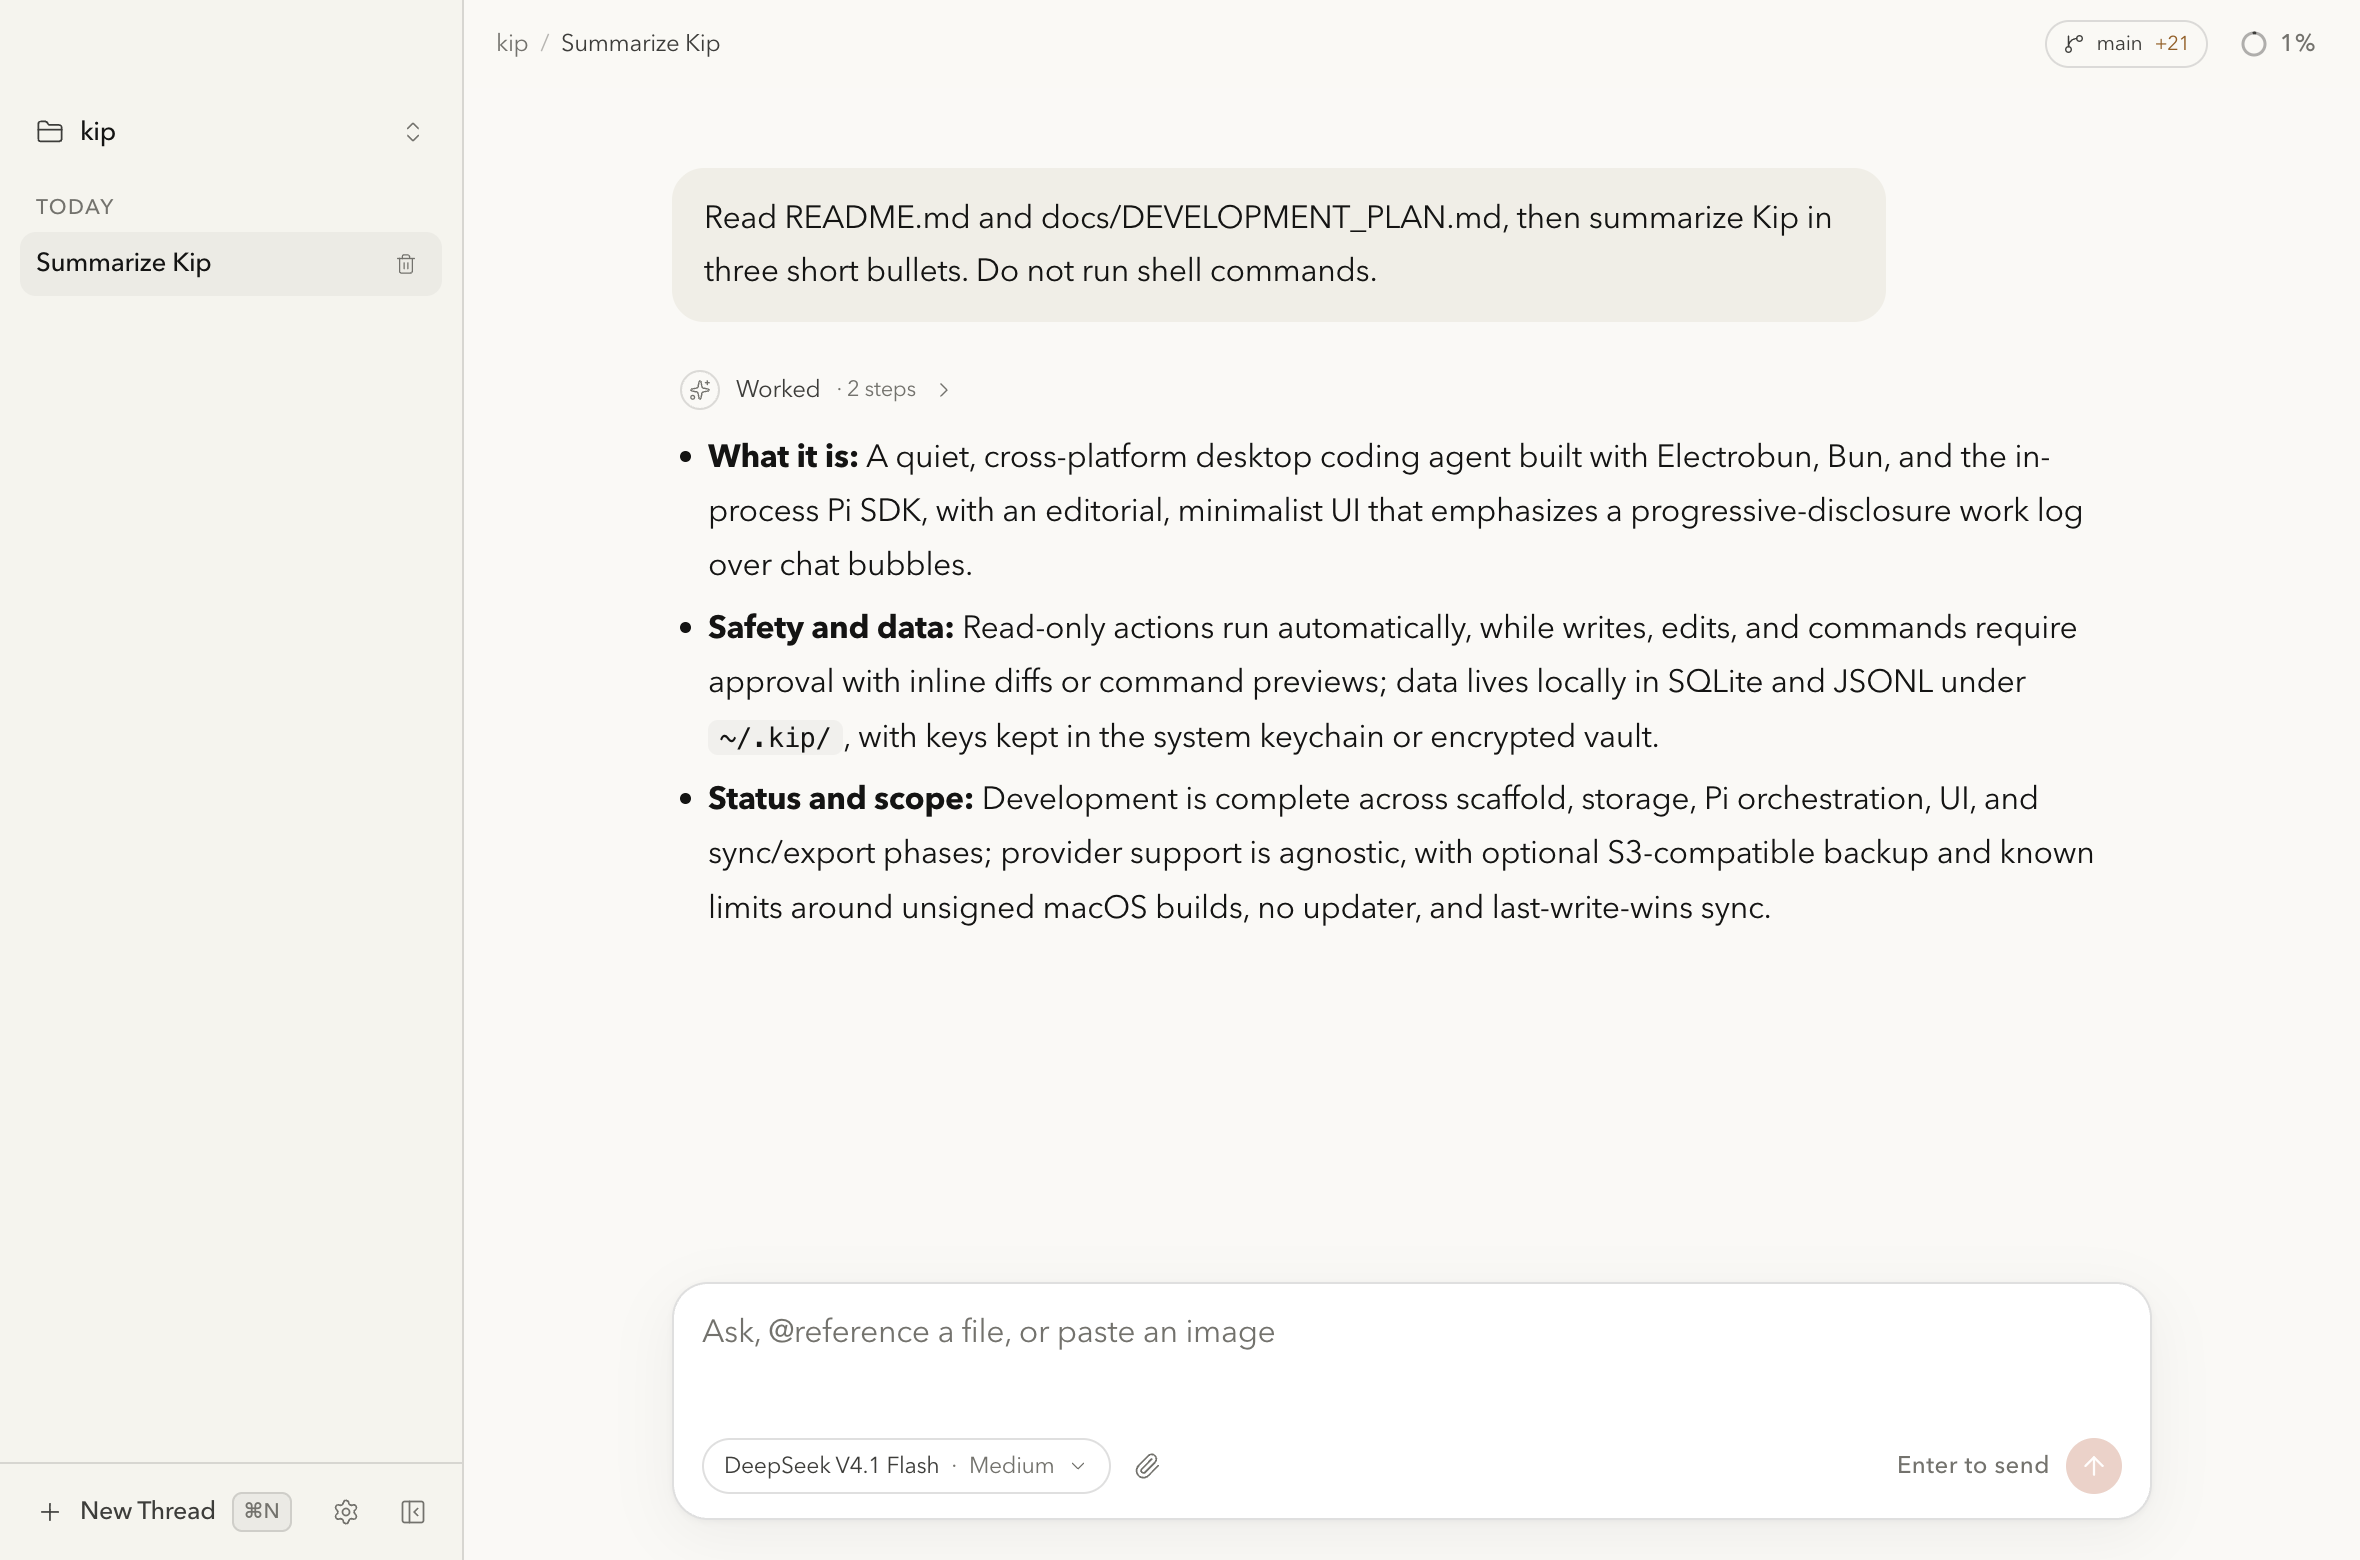 kip / Summarize Kip
main +21
1%
kip
TODAY
Summarize Kip
Read README.md and docs/DEVELOPMENT_PLAN.md, then summarize Kip in
three short bullets. Do not run shell commands.
Worked · 2 steps
• What it is: A quiet, cross-platform desktop coding agent built with Electrobun, Bun, and the in-
process Pi SDK, with an editorial, minimalist UI that emphasizes a progressive-disclosure work log
over chat bubbles.
• Safety and data: Read-only actions run automatically, while writes, edits, and commands require
approval with inline diffs or command previews; data lives locally in SQLite and JSONL under
~/.kip/, with keys kept in the system keychain or encrypted vault.
• Status and scope: Development is complete across scaffold, storage, Pi orchestration, UI, and
sync/export phases; provider support is agnostic, with optional S3-compatible backup and known
limits around unsigned macOS builds, no updater, and last-write-wins sync.
Ask, @reference a file, or paste an image
DeepSeek V4.1 Flash · Medium
Enter to send
New Thread ⌘N